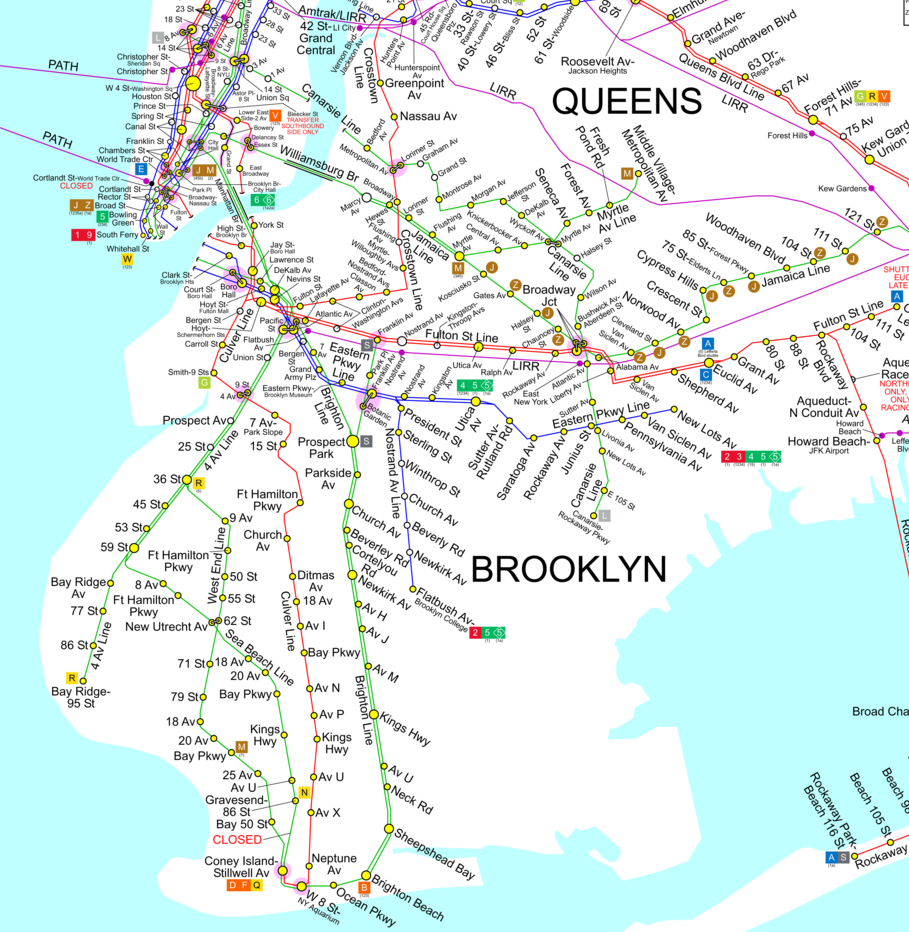 23 St
18 St
14 St
Christopher St-
Sheridan Sq
Christopher St
PATH
W 4 St-Washington Sq
Houston St
Prince St
Spring St
Canal St
Franklin St
Chambers St
World Trade Ctr
Cortlandt St-World Trade Ctr
CLOSED
Cortlandt St
Rector St
Broad St
Bowling
Green
South Ferry
Whitehall St
PATH
33 St
28 St
23 St
3 Av
1 Av
14 St
Union Sq
Lower East
Side-2 Av
Bleecker St
TRANSFER
SOUTHBOUND
SIDE ONLY
Bowery
Delancey St
Essex St
City
Hall
East
Broadway
Brooklyn Br-
City Hall
Park Pl
Broadway-
Nassau St
Fulton
St
Wall
St
Manhattan Br
Williamsburg Br
Canarsie Line
Amtrak/LIRR
42 St-
Grand
Central
LI City
Vernon Blvd-
Jackson Av
Hunters
Point Av
Hunterspoint
Av
Court Sq
45 Rd-
Court House Sq
Queensboro
Plz
33 St-
Rawson St
40 St-Lowery St
46 St-Bliss St
52 St
61 St-Woodside
Roosevelt Av-
Jackson Heights
Elmhurst
Grand Ave-
Newtown
Woodhaven Blvd
63 Dr-
Rego Park
67 Av
Forest Hills-
71 Av
75Av
Kew Gard
Union
Queens Blvd Line
LIRR
LIRR
Forest Hills
Kew Gardens
QUEENS
Crosstown
Line
Greenpoint
Av
Nassau Av
Bedford
Av
Metropolitan Av
Lorimer St
Graham Av
Grand St
Montrose Av
Morgan Av
Jefferson
St
DeKalb
Av
Myrtle Av
Halsey St
Wilson Av
Bushwick Av-
Aberdeen St
Broadway
Marcy
Av
Hewes
St
Lorimer
St
Flushing
Av
Myrtle
Av
Central
Av
Knickerbocker Av
Wyckoff Av
Seneca Av
Forest Av
Fresh
Pond Rd
Middle Village-
Metropolitan Av
Myrtle
Av Line
Jamaica
Line
Canarsie
Line
Kosciusko St
Gates Av
Halsey
St
Chauncey
St
Broadway
Jct
Flushing
Av
Myrtle-
Willoughby Avs
Bedford-
Nostrand Avs
Classon
Av
Clinton-
Washington Avs
Crosstown Line
York St
High St-
Brooklyn Br
Jay St-
Boro Hall
Lawrence St
DeKalb Av
Nevins St
Clark St-
Brooklyn Hts
Court St-
Boro Hall
Boro
Hall
Hoyt St-
Fulton Mall
Bergen St
Hoyt-
Schermerhorn Sts
Carroll St
Smith-9 Sts
Culver Line
Fulton St
Lafayette Av
Atlantic Av
Pacific
St
Flatbush
Av
Union St
Bergen
St
7
Av
Grand
Army Plz
Eastern Pkwy-
Brooklyn Museum
Eastern
Pkwy
Line
Franklin Av
Nostrand Av
Kingston-
Throop Avs
Fulton St Line
Utica Av
Ralph Av
Rockaway Av
LIRR
East
New York
Atlantic Av
Liberty Av
Alabama Av
Van
Siclen Av
Cleveland St
Norwood Av
Crescent St
Cypress Hills
75 St-Elderts Ln
85 St-Forest Pkwy
Woodhaven Blvd
104 St
111 St
121 St
Jamaica Line
Van
Siclen Av
Shepherd Av
Euclid Av
Grant Av
80 St
88 St
Blvd
Rockaway
Fulton St Line
104 St
111 St
SHUTT
EUC
LATE
Aque
Race
NORTH
ONLY,
ONLY
RACING
Aqueduct-
N Conduit Av
Howard
Beach
Howard Beach-
JFK Airport
Park
Pl
Franklin Av
Nostrand
Av
Kingston
Av
Utica
Av
Botanic
Garden
President St
Sterling St
Winthrop St
Church Av
Beverly Rd
Newkirk Av
Flatbush Av-
Brooklyn College
Nostrand Av Line
Sutter Av-
Rutland Rd
Saratoga Av
Rockaway Av
Junius St
Pennsylvania Av
Van Siclen Av
New Lots Av
Eastern Pkwy Line
Sutter Av
Livonia Av
New Lots Av
E 105 St
Canarsie-
Rockaway Pkwy
Canarsie
Line
BROOKLYN
9 St
4 Av
Prospect Av
7 Av-
Park Slope
15 St
25 St
4 Av Line
36 St
45 St
53 St
59 St
Bay Ridge
Av
77 St
86 St
4 Av Line
Bay Ridge-
95 St
9 Av
Ft Hamilton
Pkwy
50 St
55 St
West End Line
8 Av
Ft Hamilton
Pkwy
New Utrecht Av
62 St
Sea Beach Line
71 St
18 Av
20 Av
79 St
Bay Pkwy
18 Av
20 Av
Bay Pkwy
Kings
Hwy
25 Av
Av U
Gravesend-
86 St
Bay 50 St
CLOSED
Coney Island-
Stillwell Av
W 8 St-
NY Aquarium
Ft Hamilton
Pkwy
Church
Av
Ditmas
Av
18 Av
Av I
Bay Pkwy
Av N
Av P
Kings
Hwy
Av U
Av X
Neptune
Av
Culver Line
Brighton
Line
Prospect
Park
Parkside
Av
Church Av
Beverley Rd
Cortelyou
Rd
Newkirk Av
Av H
Av J
Av M
Kings Hwy
Brighton Line
Av U
Neck Rd
Sheepshead Bay
Brighton Beach
Ocean Pkwy
Broad Cha
Rockaway Park-
Beach 116 St
Beach 105 St
Beach 98
Rockaway